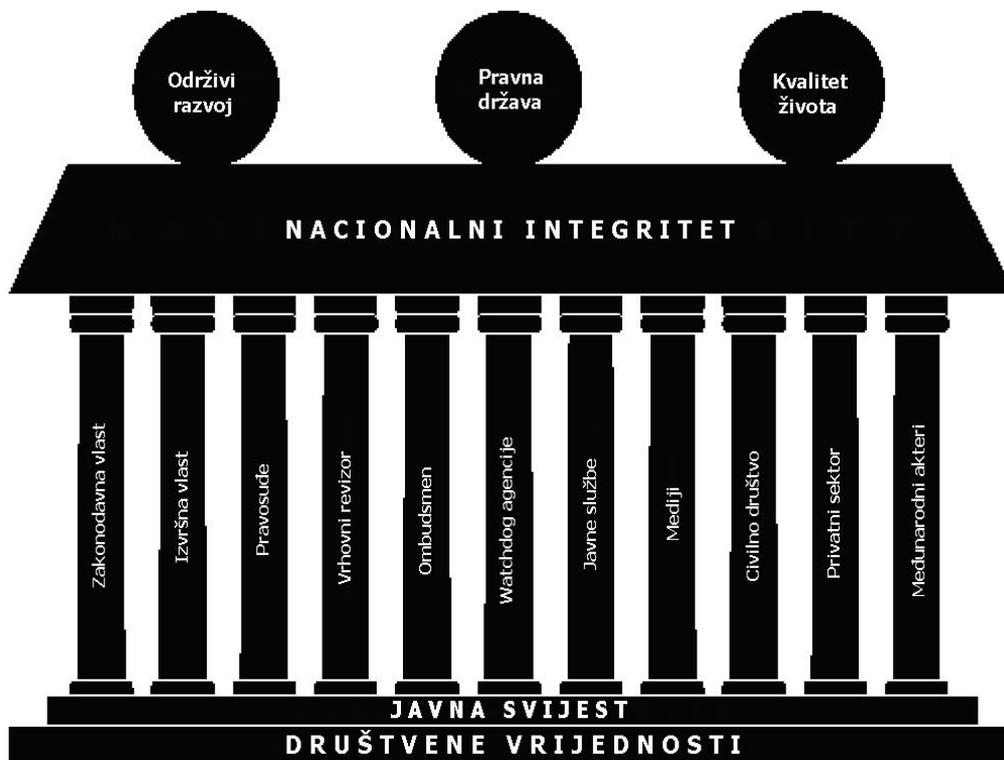 Održivi
razvoj
Pravna
država
Kvalitet
života
NACIONALNI INTEGRITET
Zakonodavna vlast
Izvršna vlast
Pravosuđe
Vrhovni revizor
Ombudsmen
Watchdog agencije
Javne službe
Mediji
Civilno društvo
Privatni sektor
Međunarodni akteri
JAVNA SVIJEST
DRUŠTVENE VRIJEDNOSTI